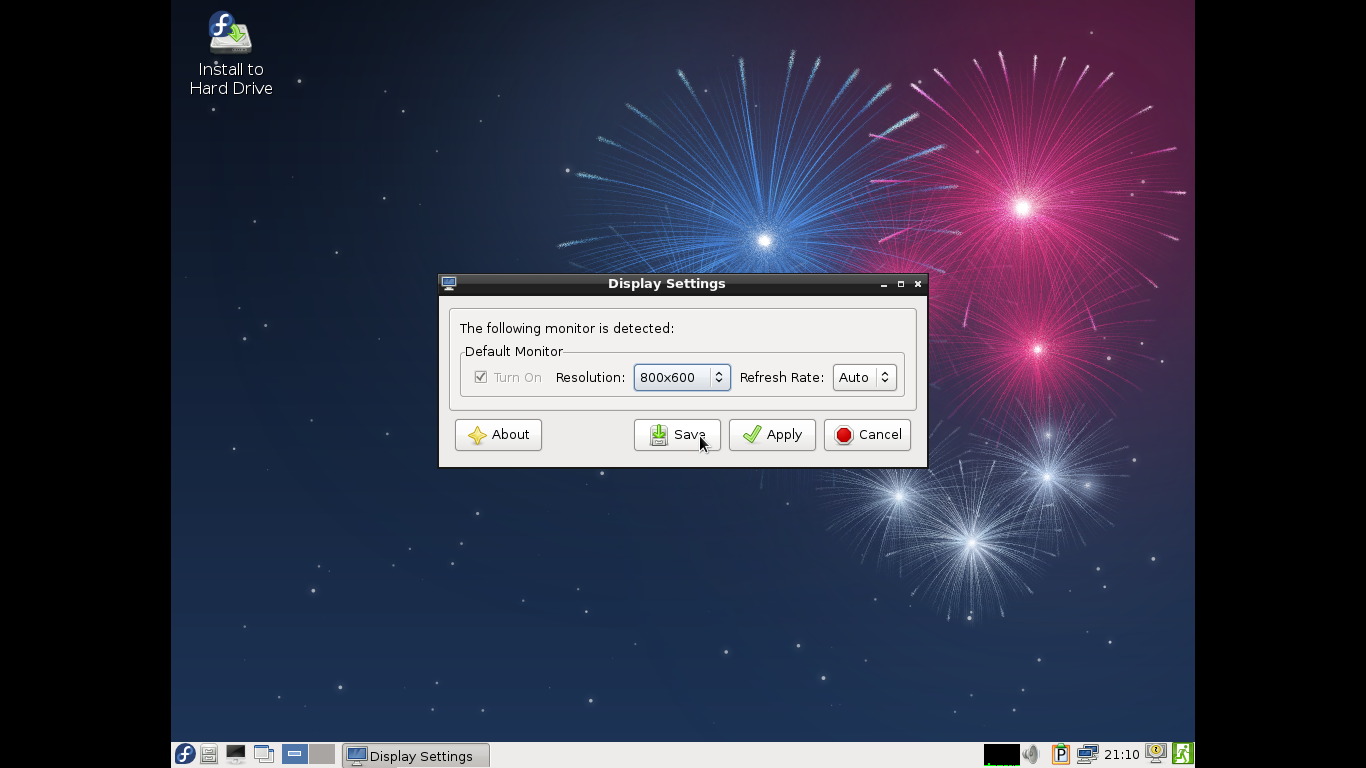 Install to
Hard Drive
Display Settings
The following monitor is detected:
Default Monitor
Turn On Resolution: 800x600 Refresh Rate: Auto
About Save Apply Cancel
Display Settings P 21:10